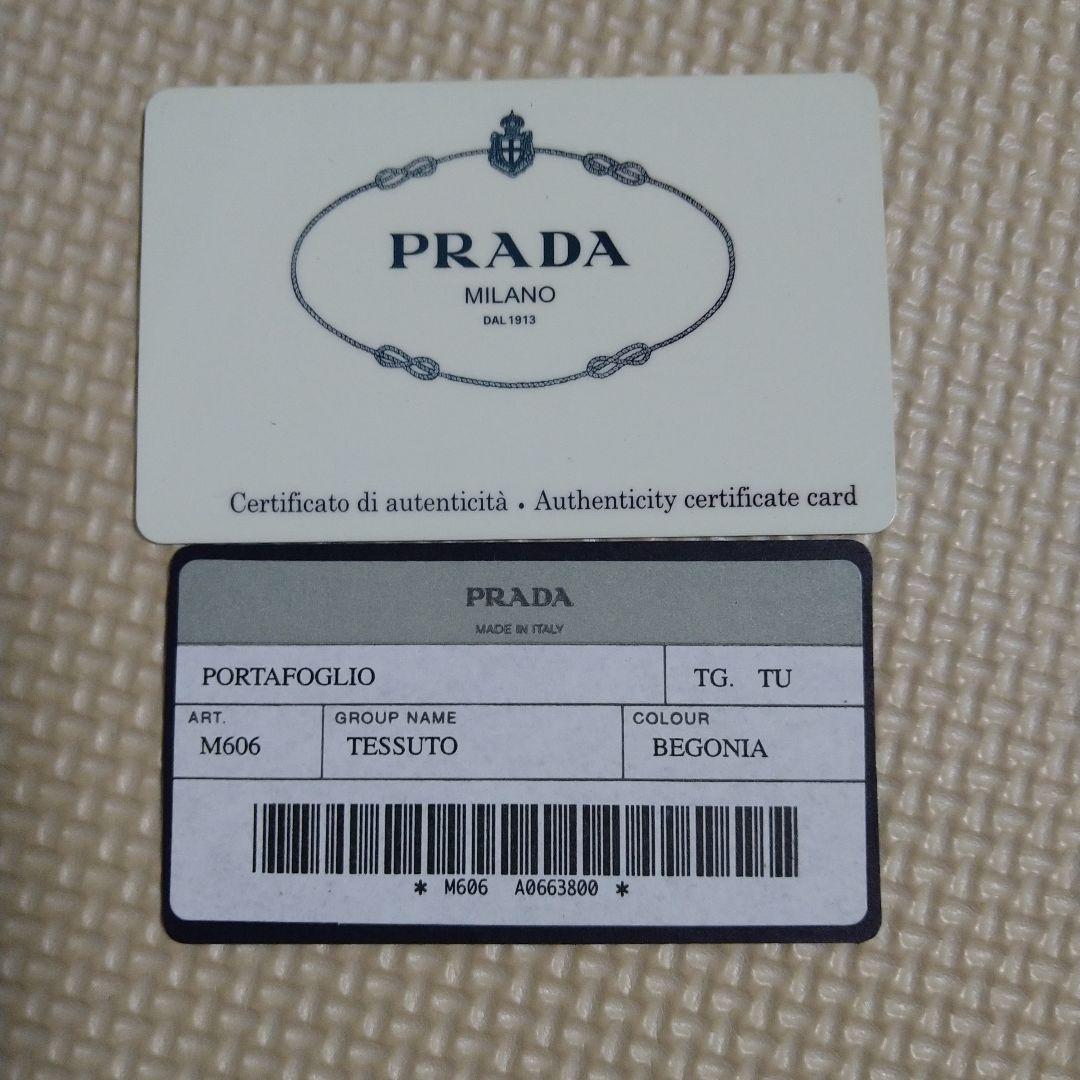 PRADA
MILANO
DAL 1913
Certificato di autenticità • Authenticity certificate card
PRADA
MADE IN ITALY
PORTAFOGLIO
TG. TU
ART.
M606
GROUP NAME
TESSUTO
COLOUR
BEGONIA
* M606 A0663800 *